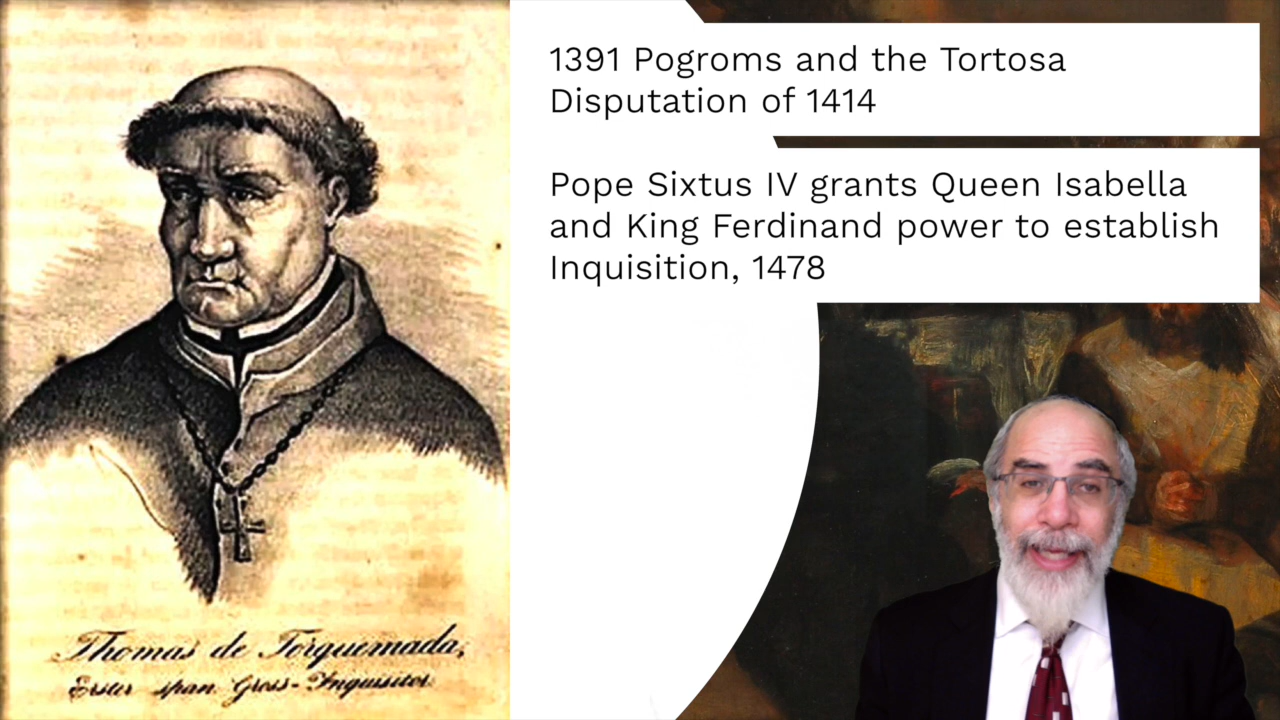 1391 Pogroms and the Tortosa
Disputation of 1414
Pope Sixtus IV grants Queen Isabella
and King Ferdinand power to establish
Inquisition, 1478
Thomas de Torquemada,
Erster span. Gross-Inquisitor